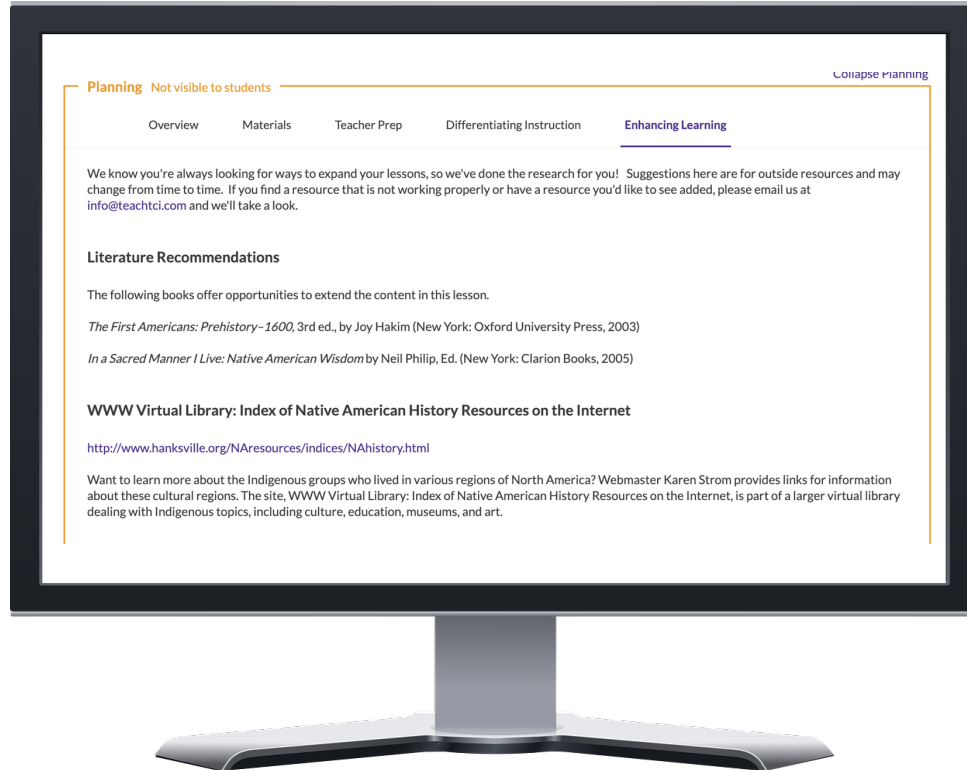 Collapse Planning
Planning Not visible to students
Overview Materials Teacher Prep Differentiating Instruction Enhancing Learning
We know you're always looking for ways to expand your lessons, so we've done the research for you! Suggestions here are for outside resources and may
change from time to time. If you find a resource that is not working properly or have a resource you'd like to see added, please email us at
info@teachtci.com and we'll take a look.
Literature Recommendations
The following books offer opportunities to extend the content in this lesson.
The First Americans: Prehistory–1600, 3rd ed., by Joy Hakim (New York: Oxford University Press, 2003)
In a Sacred Manner I Live: Native American Wisdom by Neil Philip, Ed. (New York: Clarion Books, 2005)
WWW Virtual Library: Index of Native American History Resources on the Internet
http://www.hanksville.org/NAresources/indices/NAhistory.html
Want to learn more about the Indigenous groups who lived in various regions of North America? Webmaster Karen Strom provides links for information
about these cultural regions. The site, WWW Virtual Library: Index of Native American History Resources on the Internet, is part of a larger virtual library
dealing with Indigenous topics, including culture, education, museums, and art.